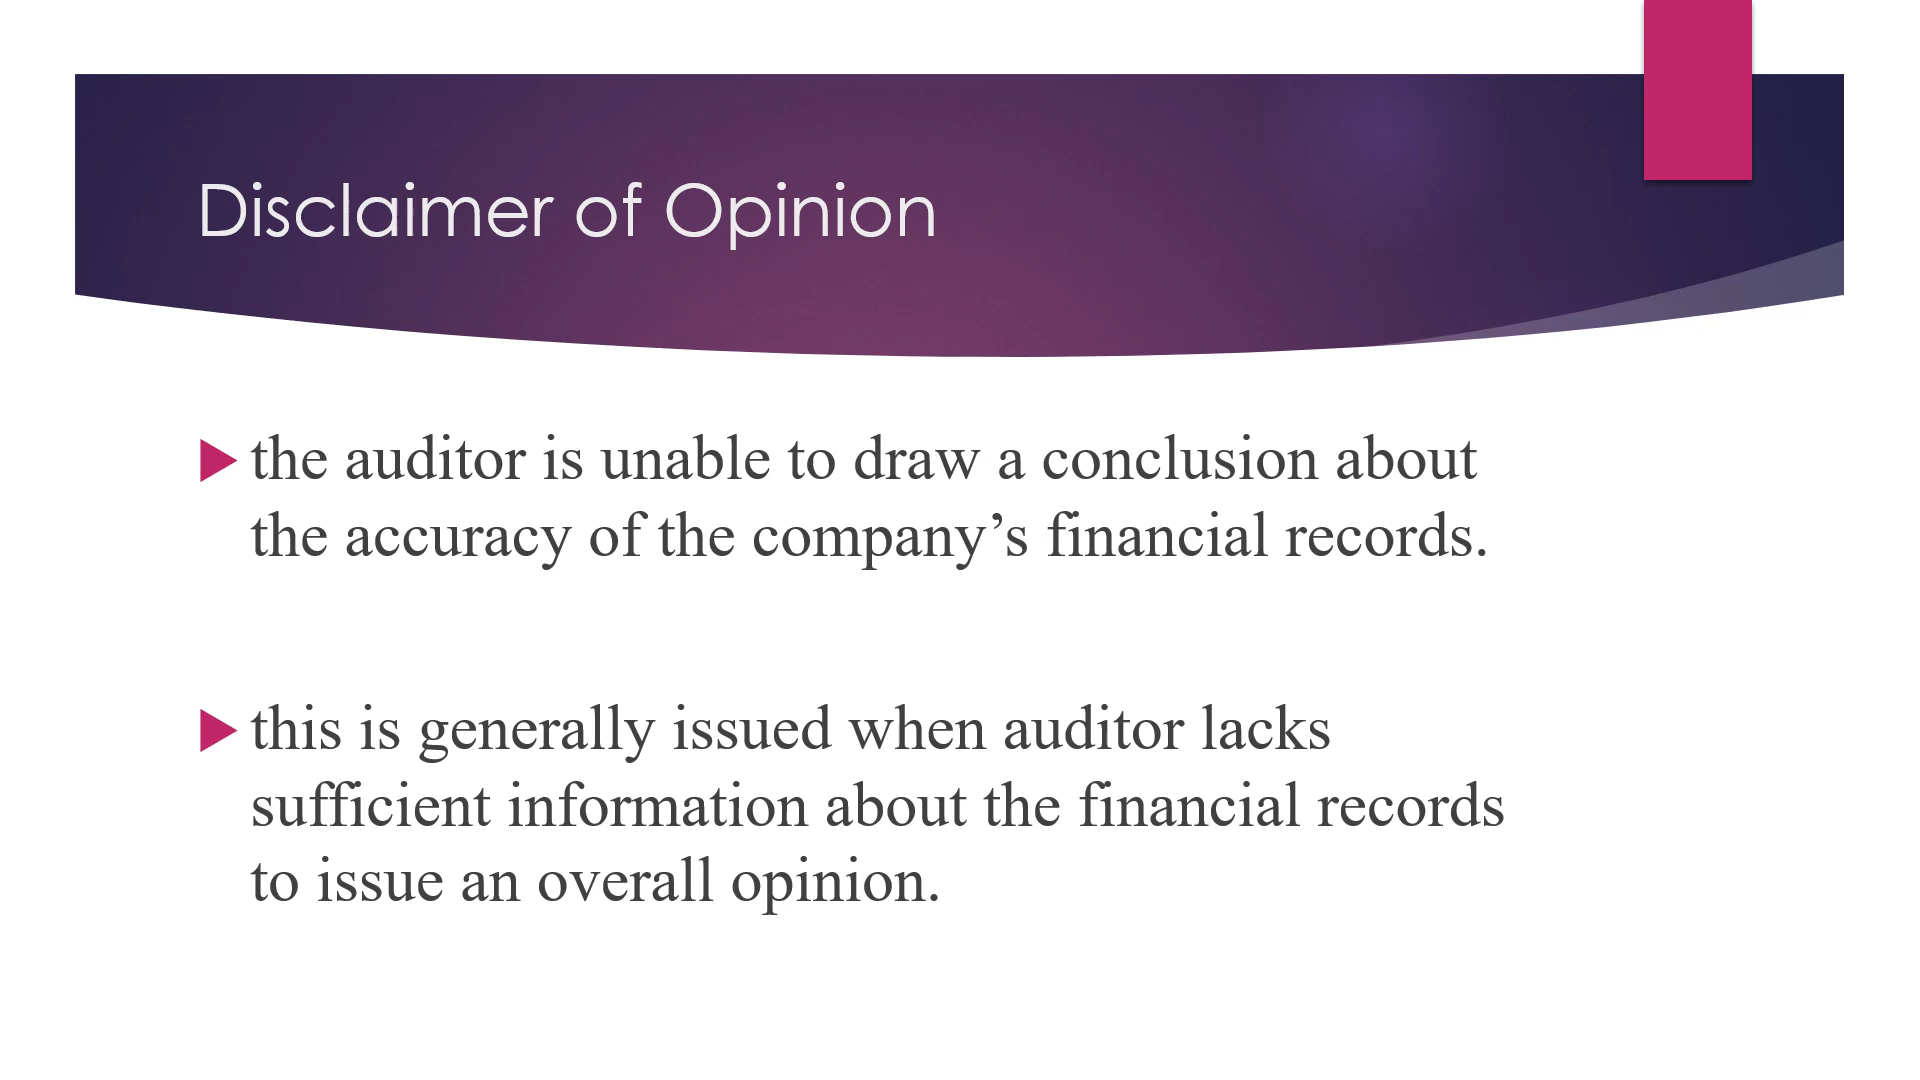 Disclaimer of Opinion
the auditor is unable to draw a conclusion about
the accuracy of the company’s financial records.
this is generally issued when auditor lacks
sufficient information about the financial records
to issue an overall opinion.